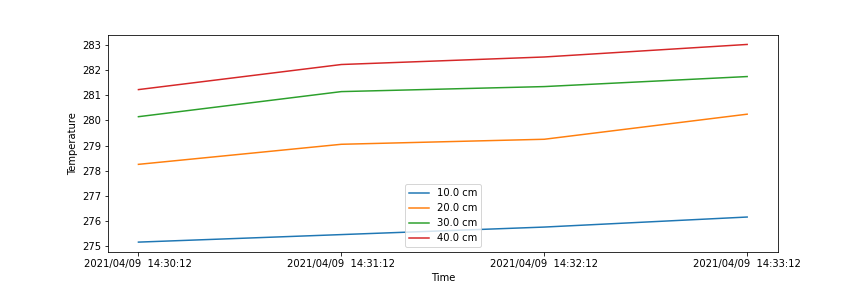 283
282
281
280
279
278
277
276
275
Temperature
10.0 cm
20.0 cm
30.0 cm
40.0 cm
2021/04/09 14:30:12
2021/04/09 14:31:12
2021/04/09 14:32:12
2021/04/09 14:33:12
Time